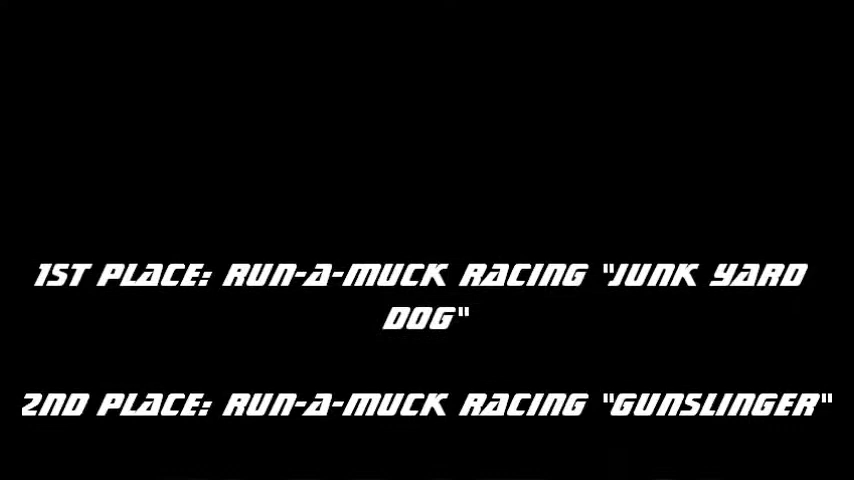 1ST PLACE: RUN-A-MUCK RACING "JUNK YARD
DOG"
2ND PLACE: RUN-A-MUCK RACING "GUNSLINGER"